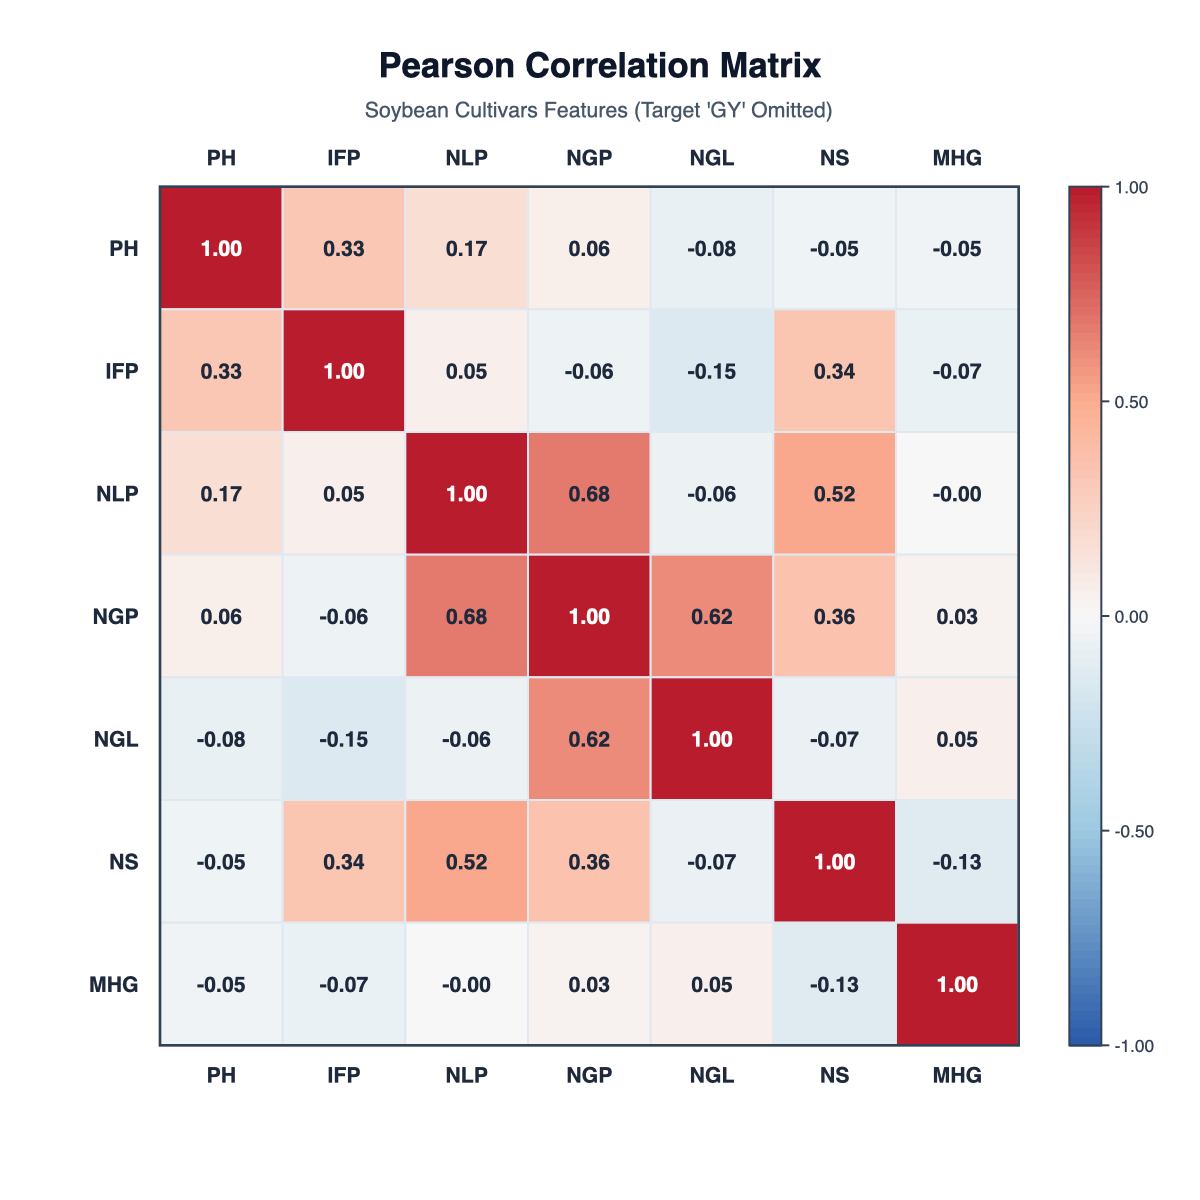 Pearson Correlation Matrix
Soybean Cultivars Features (Target 'GY' Omitted)
PH IFP NLP NGP NGL NS MHG
PH 1.00 0.33 0.17 0.06 -0.08 -0.05 -0.05
IFP 0.33 1.00 0.05 -0.06 -0.15 0.34 -0.07
NLP 0.17 0.05 1.00 0.68 -0.06 0.52 -0.00
NGP 0.06 -0.06 0.68 1.00 0.62 0.36 0.03
NGL -0.08 -0.15 -0.06 0.62 1.00 -0.07 0.05
NS -0.05 0.34 0.52 0.36 -0.07 1.00 -0.13
MHG -0.05 -0.07 -0.00 0.03 0.05 -0.13 1.00
PH IFP NLP NGP NGL NS MHG
1.00
0.50
0.00
-0.50
-1.00